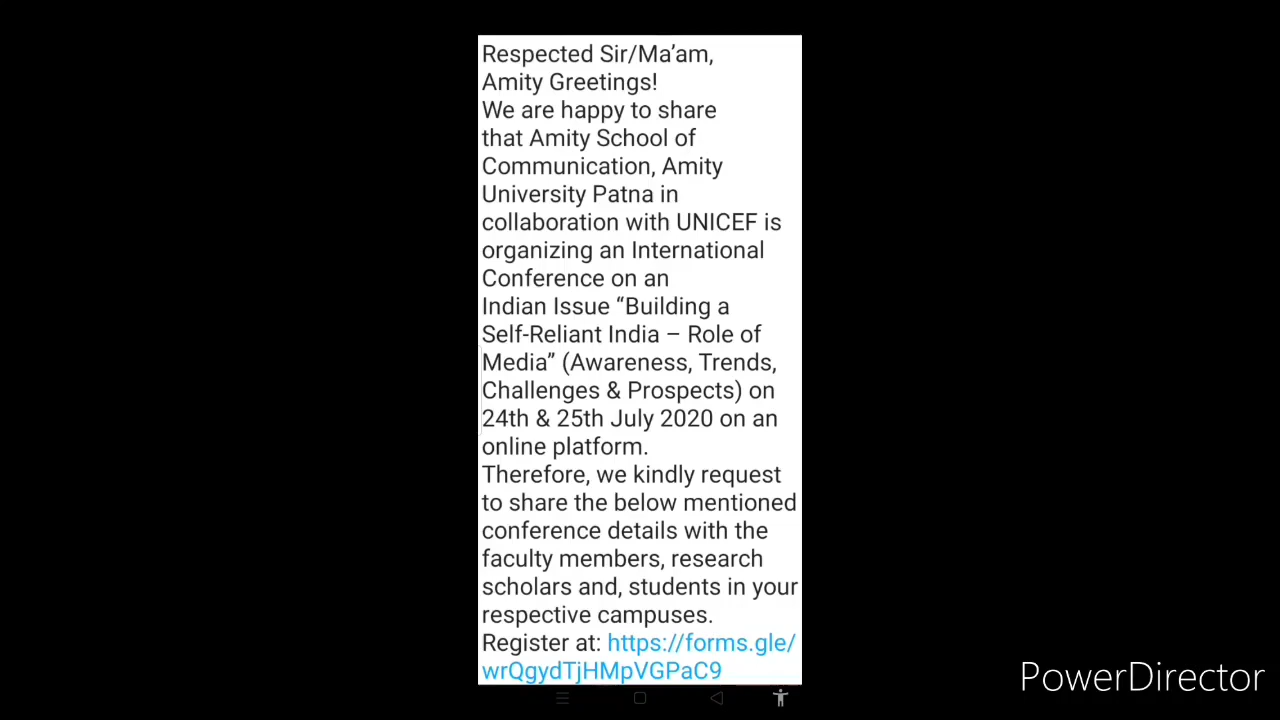 Respected Sir/Ma’am,
Amity Greetings!
We are happy to share
that Amity School of
Communication, Amity
University Patna in
collaboration with UNICEF is
organizing an International
Conference on an
Indian Issue “Building a
Self-Reliant India – Role of
Media” (Awareness, Trends,
Challenges & Prospects) on
24th & 25th July 2020 on an
online platform.
Therefore, we kindly request
to share the below mentioned
conference details with the
faculty members, research
scholars and, students in your
respective campuses.
Register at: https://forms.gle/
wrQgydTjHMpVGPaC9
PowerDirector